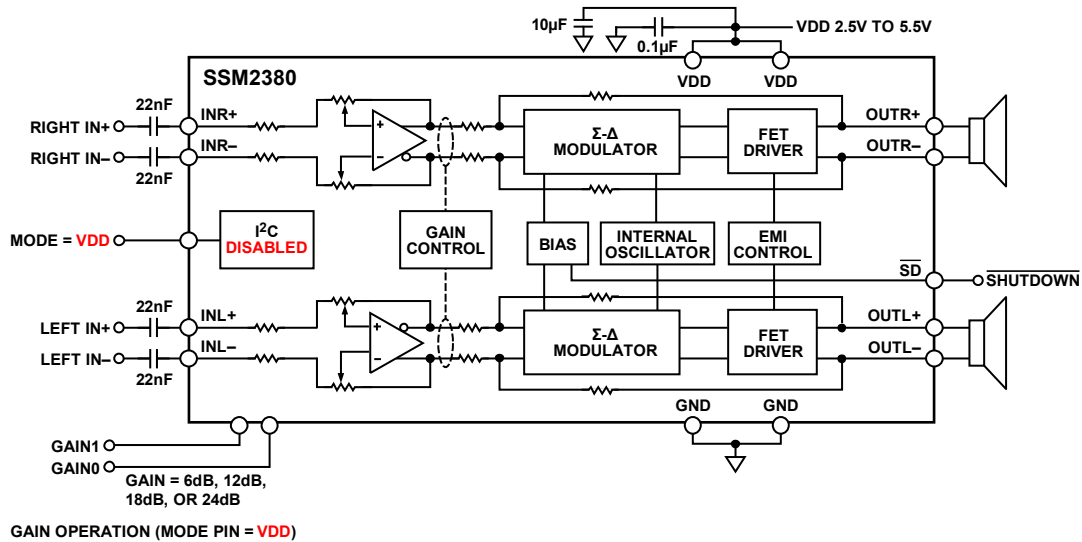 10µF
0.1µF
VDD 2.5V TO 5.5V
VDD
VDD
SSM2380
22nF
RIGHT IN+
INR+
RIGHT IN–
INR–
22nF
Σ-Δ
MODULATOR
FET
DRIVER
OUTR+
OUTR–
MODE = VDD
I²C
DISABLED
GAIN
CONTROL
BIAS
INTERNAL
OSCILLATOR
EMI
CONTROL
SD
SHUTDOWN
22nF
LEFT IN+
INL+
LEFT IN–
INL–
22nF
Σ-Δ
MODULATOR
FET
DRIVER
OUTL+
OUTL–
GND
GND
GAIN1
GAIN0
GAIN = 6dB, 12dB,
18dB, OR 24dB
GAIN OPERATION (MODE PIN = VDD)
+
–
+
–